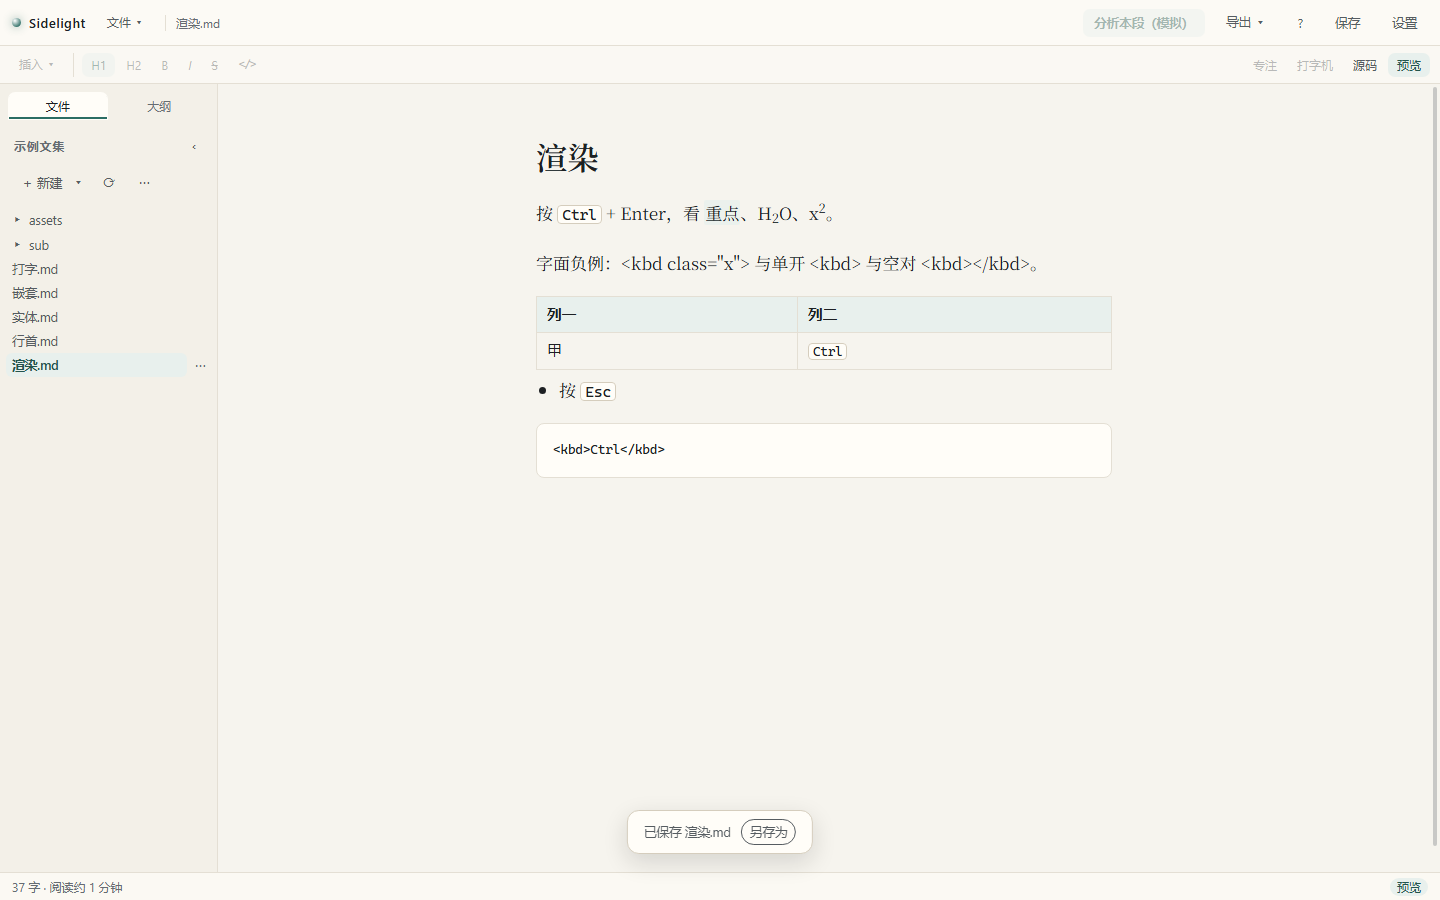 Sidelight 文件 渲染.md 分析本段（模拟） 导出 ? 保存 设置
插入 H1 H2 B I S </> 专注 打字机 源码 预览
文件 大纲
示例文集
+ 新建 ...
assets
sub
打字.md
嵌套.md
实体.md
行首.md
渲染.md ...
渲染
按 Ctrl + Enter，看 重点、H₂O、x²。
字面负例：<kbd class="x"> 与单开 <kbd> 与空对 <kbd></kbd>。
列一 列二
甲 Ctrl
• 按 Esc
<kbd>Ctrl</kbd>
已保存 渲染.md 另存为
37 字 · 阅读约 1 分钟 预览